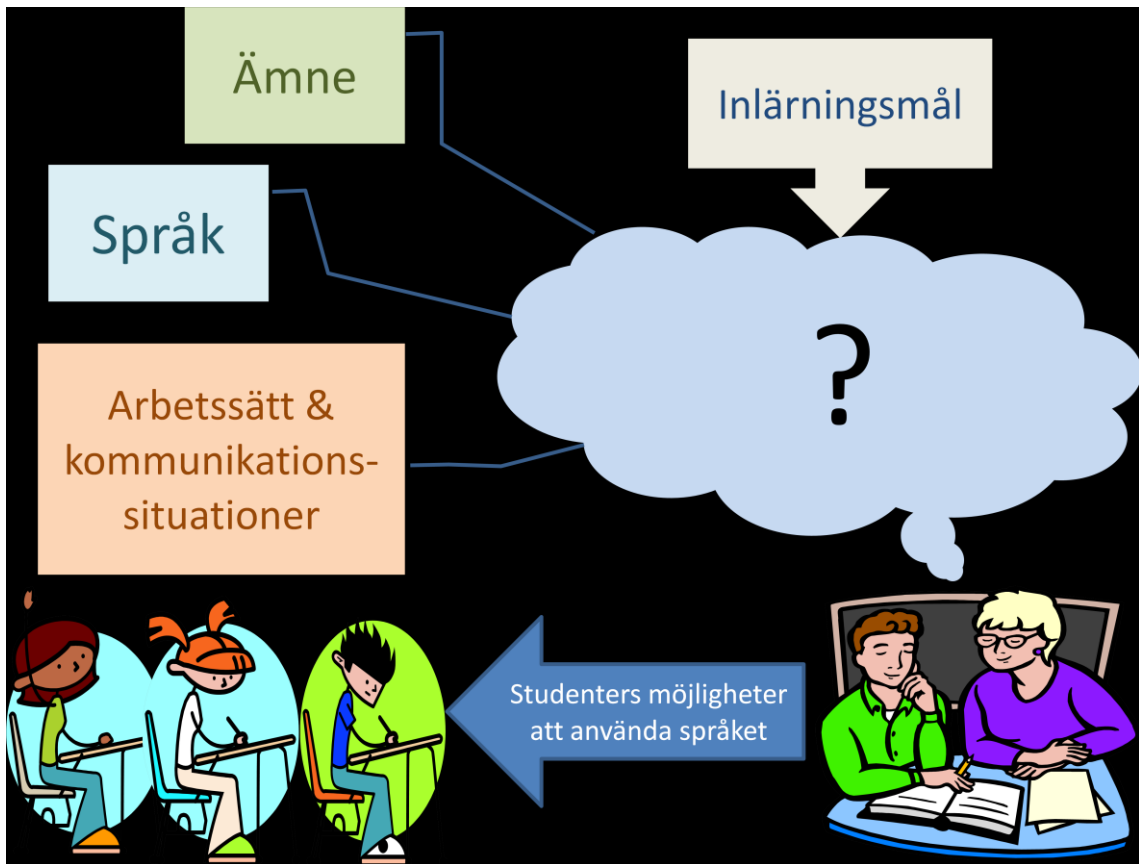 Ämne
Inlärningsmål
Språk
?
Arbetssätt &
kommunikations-
situationer
Studenters möjligheter
att använda språket